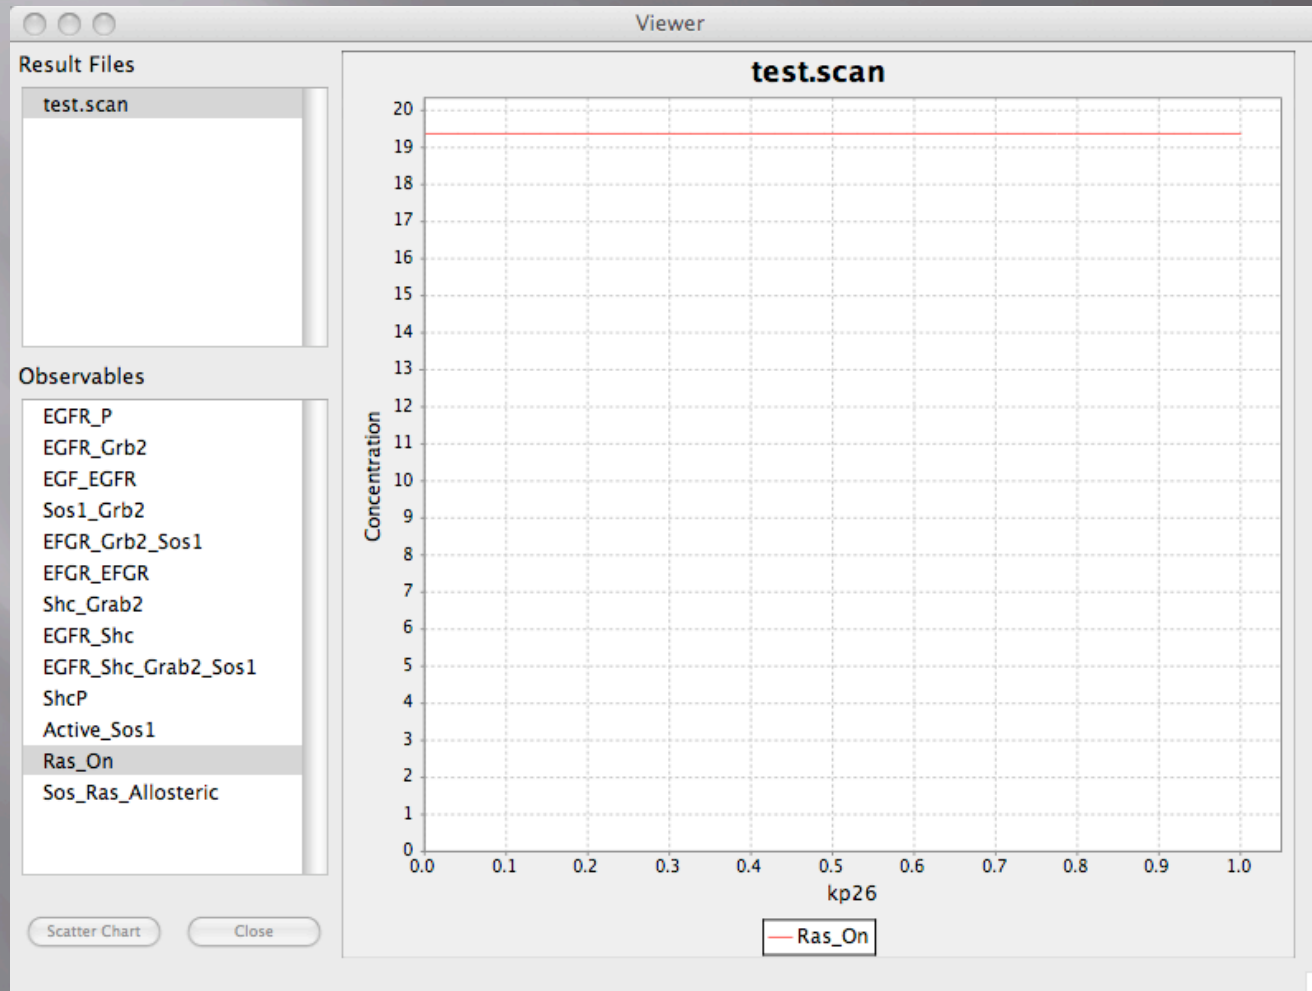 Viewer
Result Files
test.scan
Observables
EGFR_P
EGFR_Grb2
EGF_EGFR
Sos1_Grb2
EFGR_Grb2_Sos1
EFGR_EFGR
Shc_Grab2
EGFR_Shc
EGFR_Shc_Grab2_Sos1
ShcP
Active_Sos1
Ras_On
Sos_Ras_Allosteric
Scatter Chart
Close
test.scan
20
19
18
17
16
15
14
13
12
11
10
9
8
7
6
5
4
3
2
1
0
Concentration
0.0 0.1 0.2 0.3 0.4 0.5 0.6 0.7 0.8 0.9 1.0
kp26
Ras_On